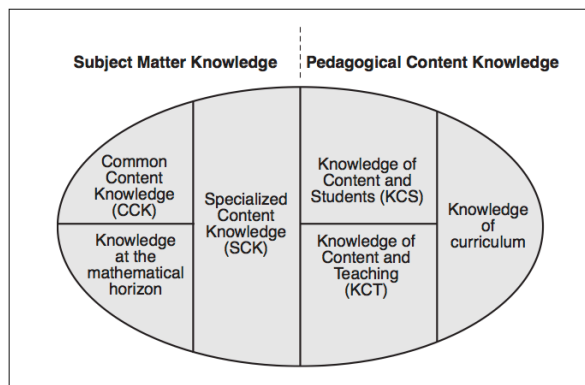 Subject Matter Knowledge
Pedagogical Content Knowledge
Common
Content
Knowledge
(CCK)
Knowledge
at the
mathematical
horizon
Specialized
Content
Knowledge
(SCK)
Knowledge of
Content and
Students (KCS)
Knowledge of
Content and
Teaching
(KCT)
Knowledge
of
curriculum